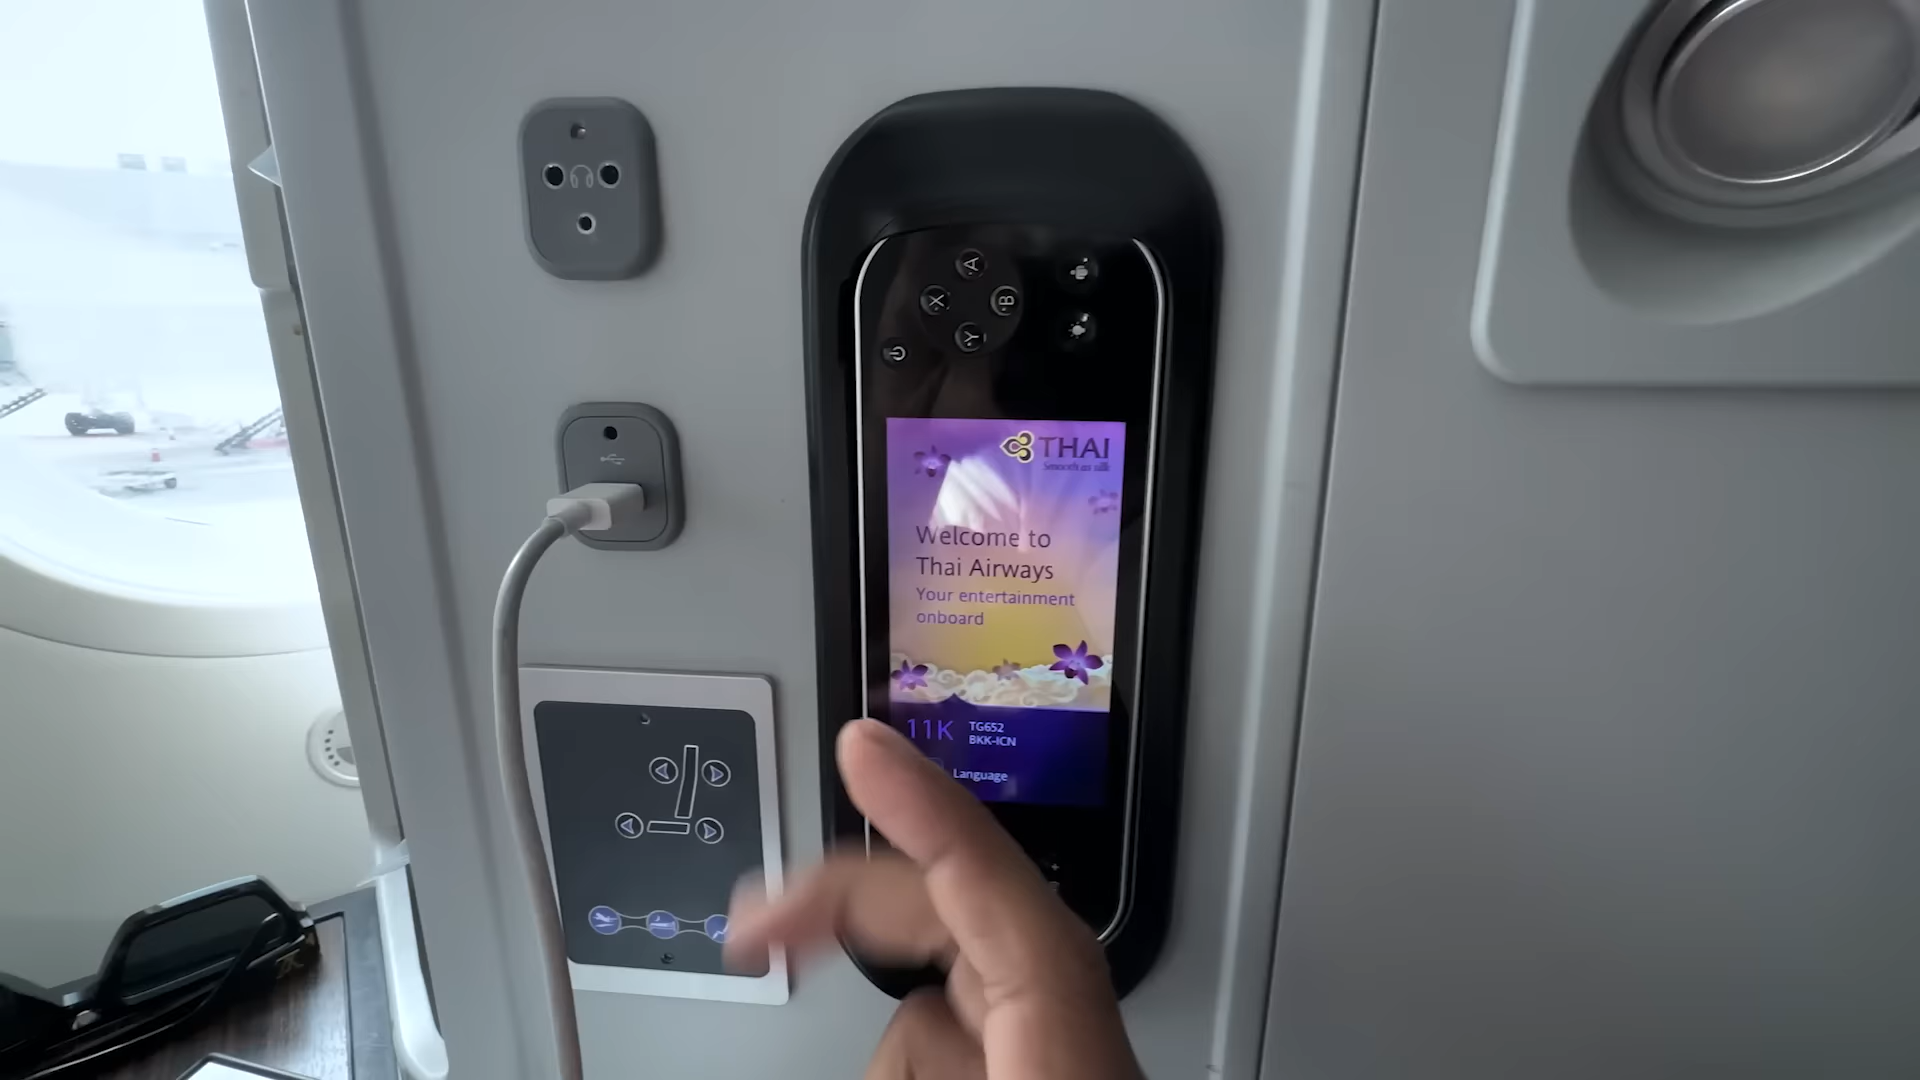 A
X
B
Y
THAI
Smooth as silk
Welcome to
Thai Airways
Your entertainment
onboard
11K
TG652
BKK-ICN
Language